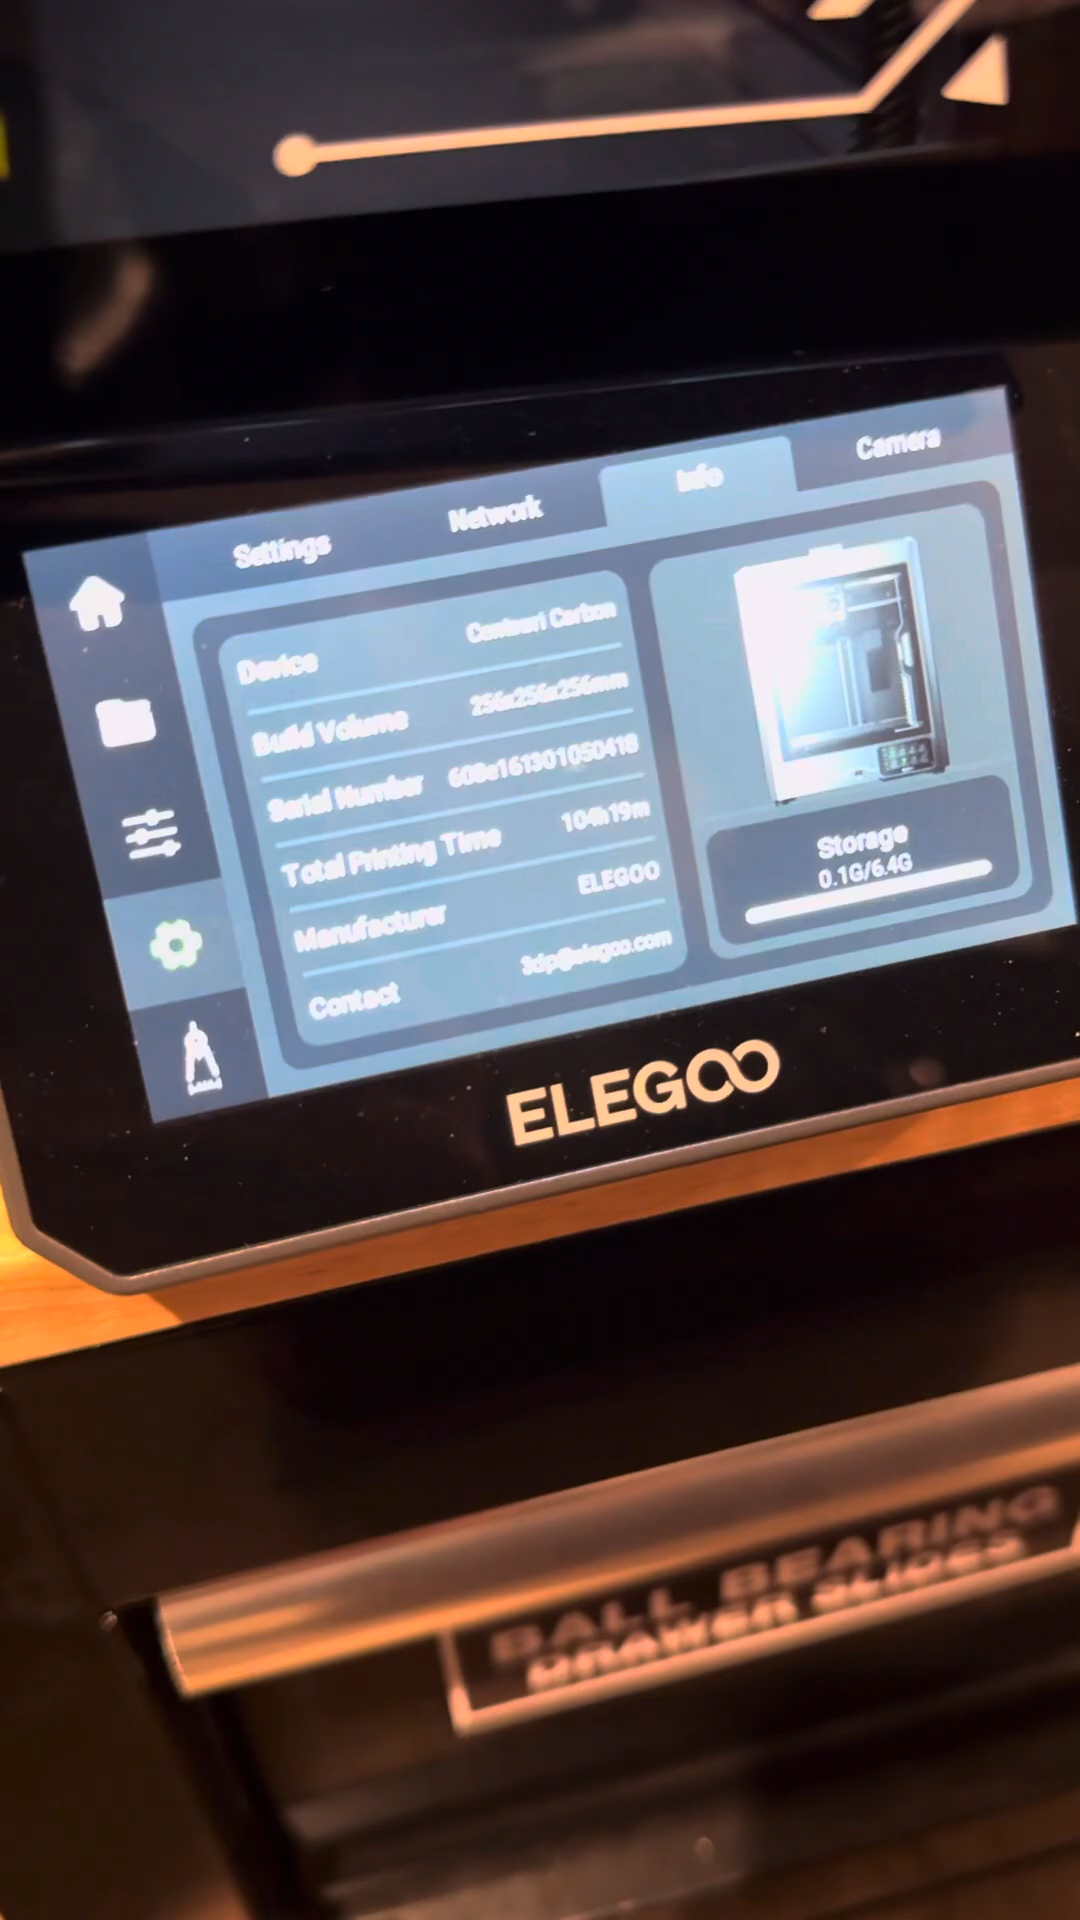 Settings
Network
Info
Camera
Device Centauri Carbon
Build Volume 256x256x256mm
Serial Number
Total Printing Time 104h19m
Manufacturer ELEGOO
Contact 3dp@elegoo.com
Storage
0.1G/6.4G
ELEGOO
BALL BEARING
DRAWER SLIDES